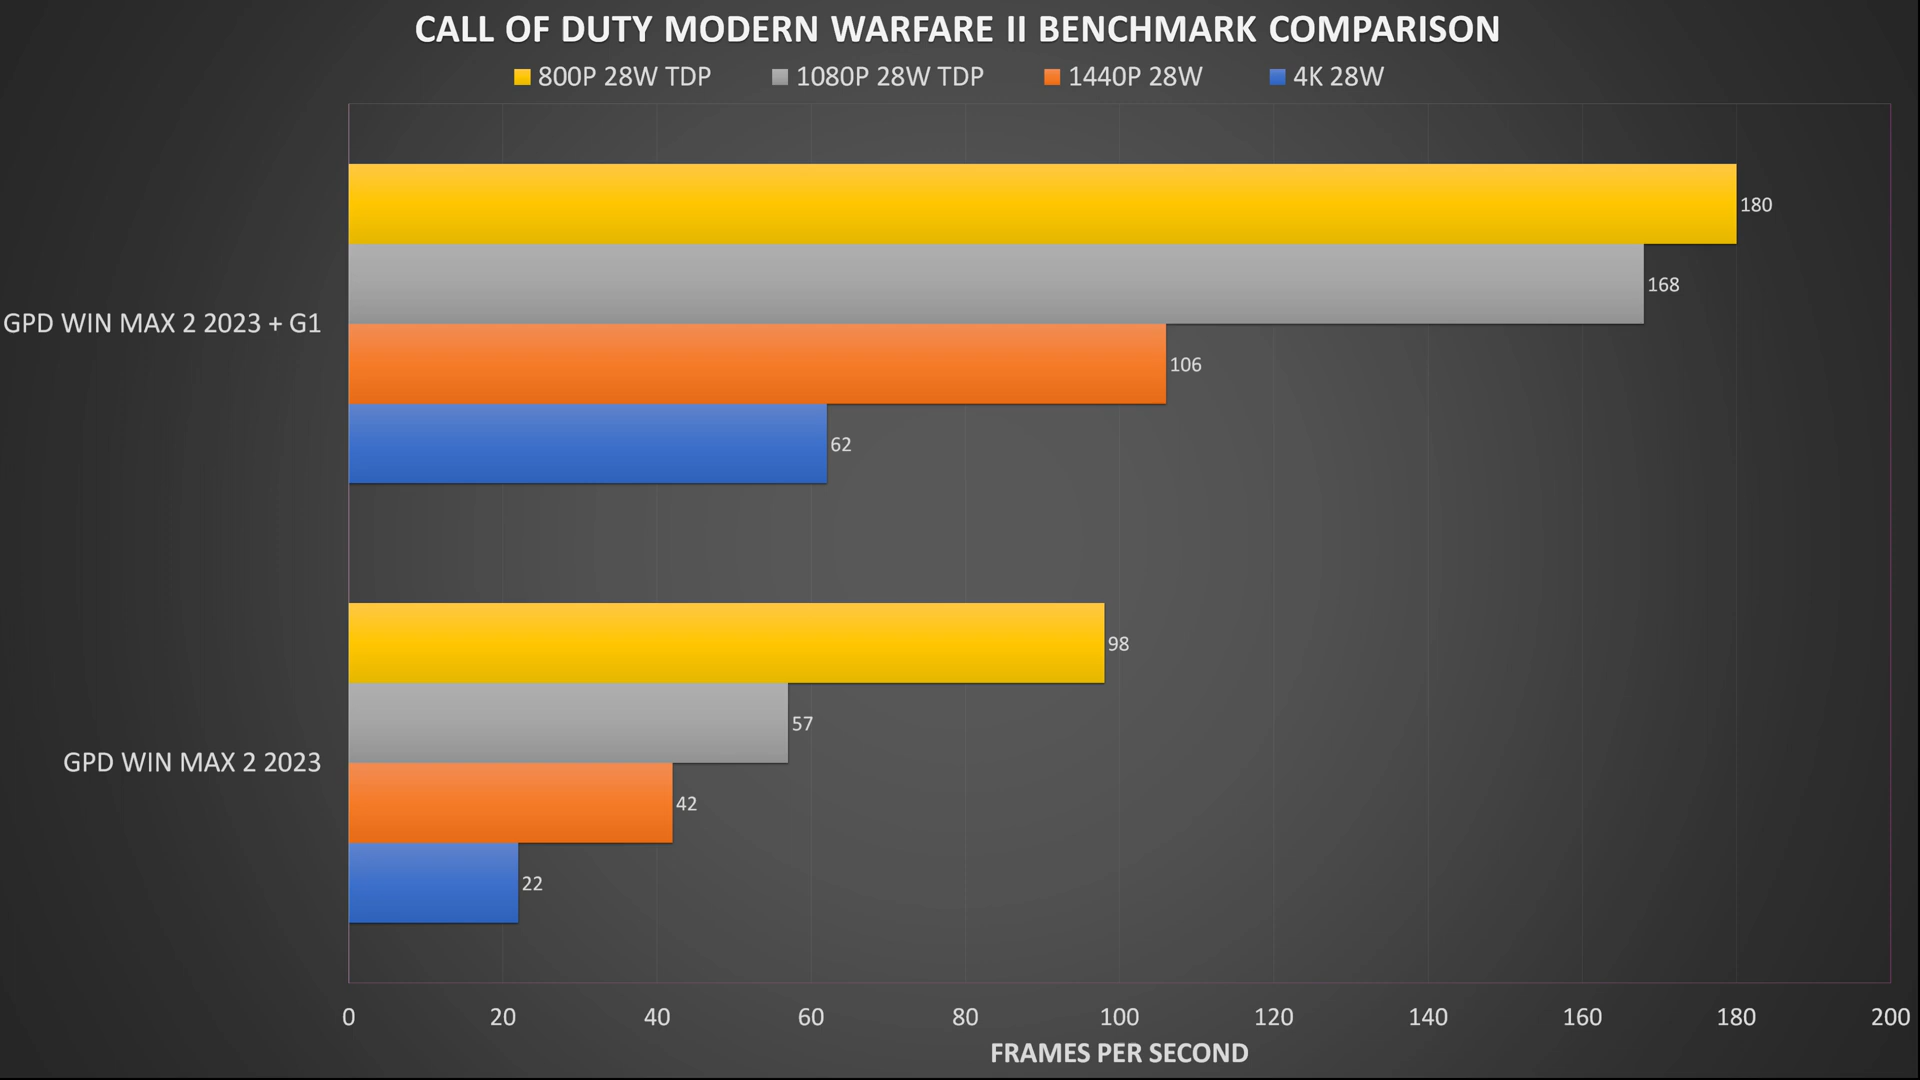 CALL OF DUTY MODERN WARFARE II BENCHMARK COMPARISON
800P 28W TDP 1080P 28W TDP 1440P 28W 4K 28W
180
168
GPD WIN MAX 2 2023 + G1
106
62
98
57
GPD WIN MAX 2 2023
42
22
0 20 40 60 80 100 120 140 160 180 200
FRAMES PER SECOND